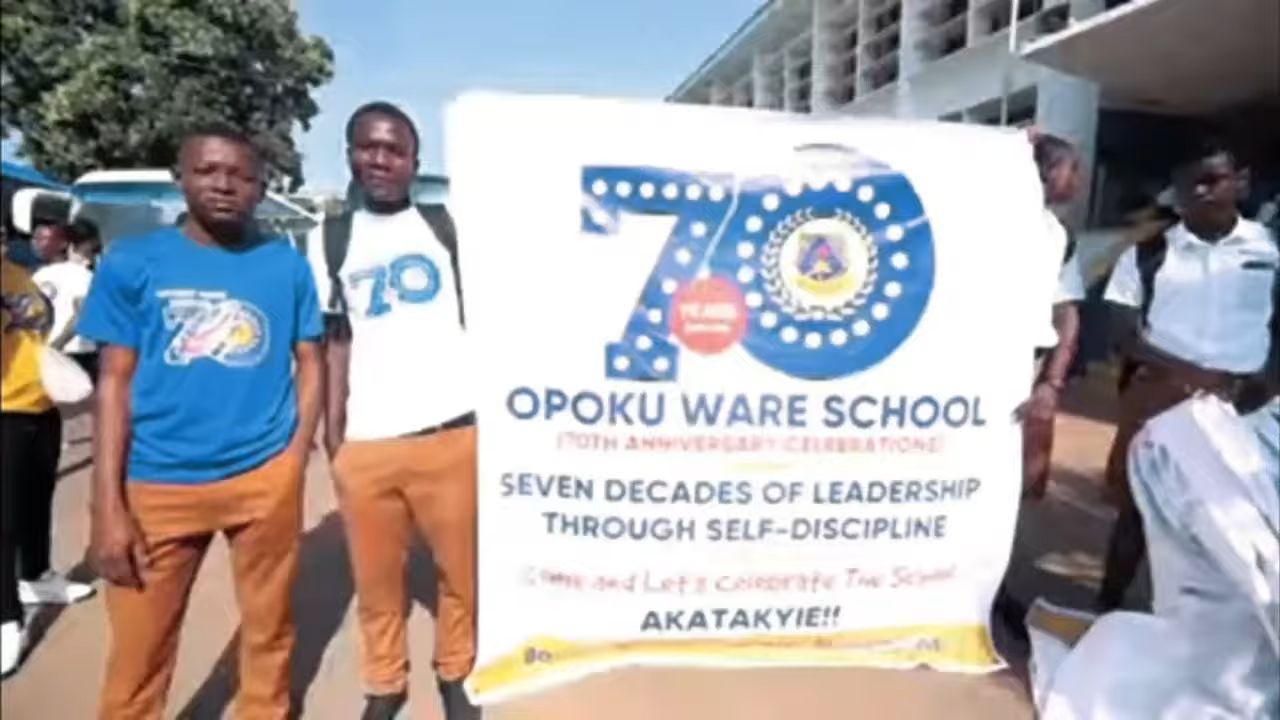 70
70
70
YEARS
OPOKU WARE SCHOOL
(70TH ANNIVERSARY CELEBRATIONS)
SEVEN DECADES OF LEADERSHIP
THROUGH SELF-DISCIPLINE
Come and Let's Celebrate The School
AKATAKYIE!!